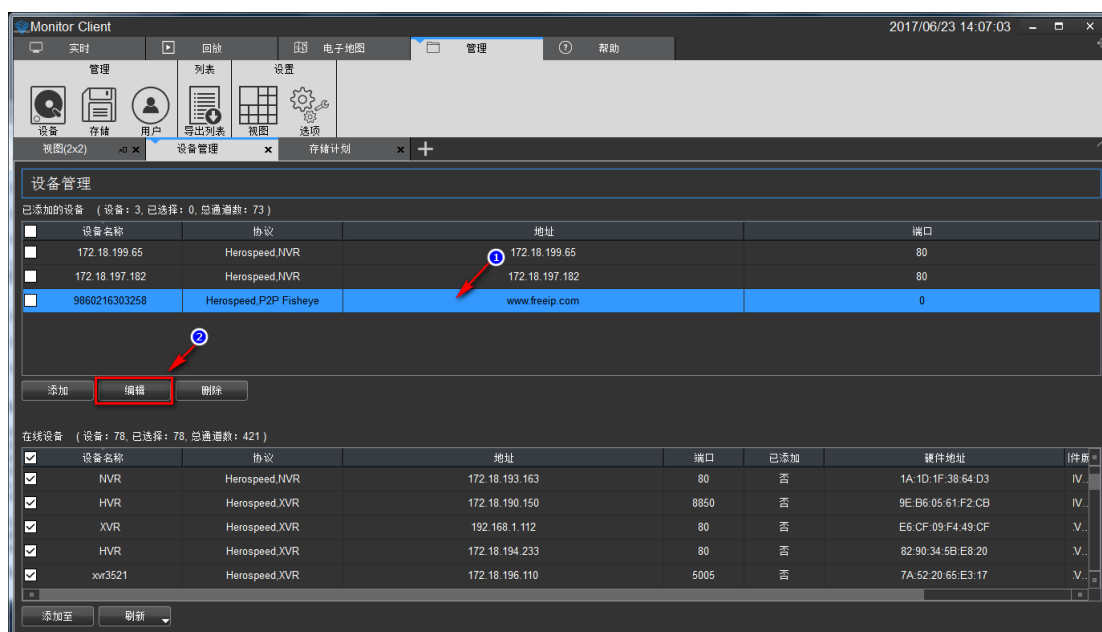 Monitor Client 2017/06/23 14:07:03
实时 回放 电子地图 管理 帮助
管理 列表 设置
设备 存储 用户 导出列表 视图 选项
视图(2x2) 设备管理 存储计划
设备管理
已添加的设备 (设备: 3, 已选择: 0, 总通道数: 73)
设备名称 协议 地址 端口
172.18.199.65 Herospeed,NVR 172.18.199.65 80
1
172.18.197.182 Herospeed,NVR 172.18.197.182 80
9860216303258 Herospeed,P2P Fisheye www.freeip.com 0
2
添加 编辑 删除
在线设备 (设备: 78, 已选择: 78, 总通道数: 421)
设备名称 协议 地址 端口 已添加 硬件地址
NVR Herospeed,NVR 172.18.193.163 80 否 1A:1D:1F:38:64:D3 IV...
HVR Herospeed,XVR 172.18.190.150 8850 否 9E:B6:05:61:F2:CB IV...
XVR Herospeed,XVR 192.168.1.112 80 否 E6:CF:09:F4:49:CF .V...
HVR Herospeed,XVR 172.18.194.233 80 否 82:90:34:5B:E8:20 .V...
xvr3521 Herospeed,XVR 172.18.196.110 5005 否 7A:52:20:65:E3:17 .V...
添加至 刷新